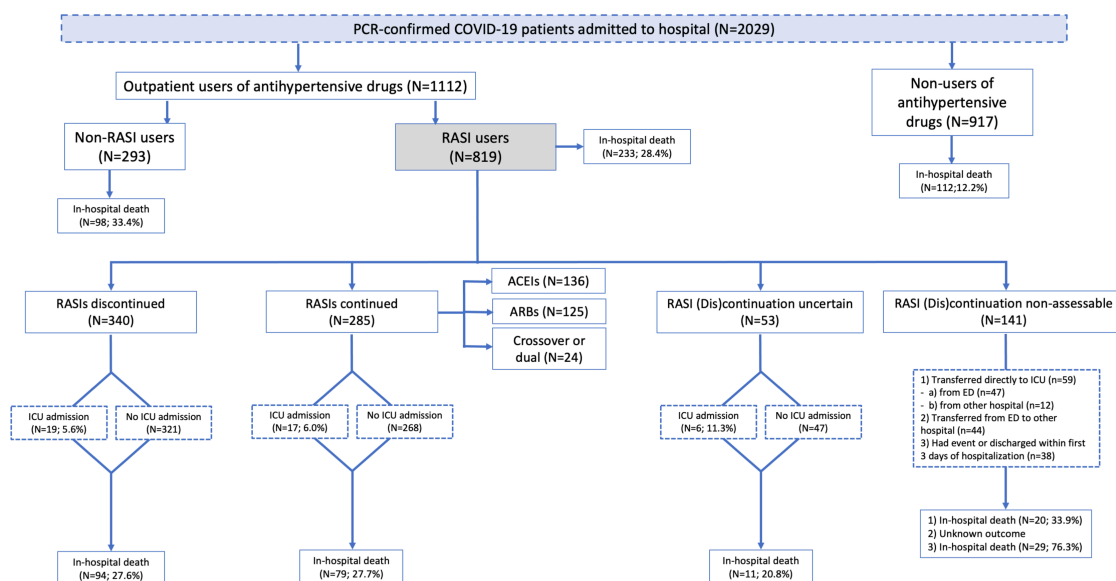 PCR-confirmed COVID-19 patients admitted to hospital (N=2029)
Outpatient users of antihypertensive drugs (N=1112)
Non-users of
antihypertensive
drugs (N=917)
Non-RASI users
(N=293)
RASI users
(N=819)
In-hospital death
(N=233; 28.4%)
In-hospital death
(N=112;12.2%)
In-hospital death
(N=98; 33.4%)
RASIs discontinued
(N=340)
RASIs continued
(N=285)
ACEIs (N=136)
ARBs (N=125)
Crossover or
dual (N=24)
RASI (Dis)continuation uncertain
(N=53)
RASI (Dis)continuation non-assessable
(N=141)
ICU admission
(N=19; 5.6%)
No ICU admission
(N=321)
ICU admission
(N=17; 6.0%)
No ICU admission
(N=268)
ICU admission
(N=6; 11.3%)
No ICU admission
(N=47)
1) Transferred directly to ICU (n=59)
- a) from ED (n=47)
- b) from other hospital (n=12)
2) Transferred from ED to other
hospital (n=44)
3) Had event or discharged within first
3 days of hospitalization (n=38)
In-hospital death
(N=94; 27.6%)
In-hospital death
(N=79; 27.7%)
In-hospital death
(N=11; 20.8%)
1) In-hospital death (N=20; 33.9%)
2) Unknown outcome
3) In-hospital death (N=29; 76.3%)